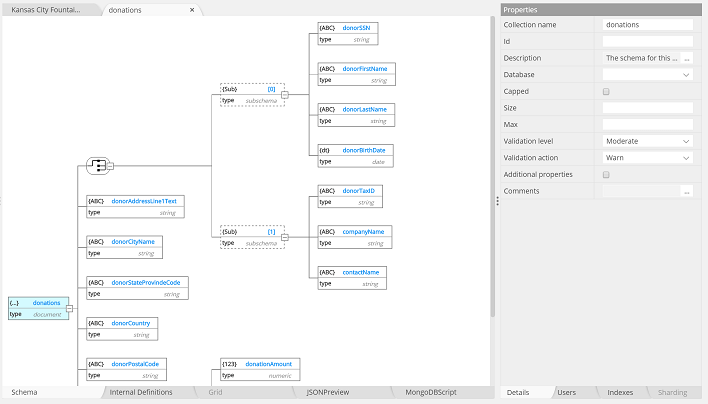 Kansas City Fountai...
donations
×
{ABC} donorSSN
type string
{ABC} donorFirstName
type string
{Sub} [0]
type subschema
{ABC} donorLastName
type string
{dt} donorBirthDate
type date
{ABC} donorAddressLine1Text
type string
{ABC} donorTaxID
type string
{Sub} [1]
type subschema
{ABC} companyName
type string
{ABC} donorCityName
type string
{ABC} contactName
type string
{ABC} donorStateProvindeCode
type string
{...} donations
type document
{ABC} donorCountry
type string
{ABC} donorPostalCode
type string
{123} donationAmount
type numeric
Schema
Internal Definitions
Grid
JSONPreview
MongoDBScript
Properties
Collection name donations
Id
Description The schema for this ... ...
Database
Capped
Size
Max
Validation level Moderate
Validation action Warn
Additional properties
Comments ...
Details
Users
Indexes
Sharding